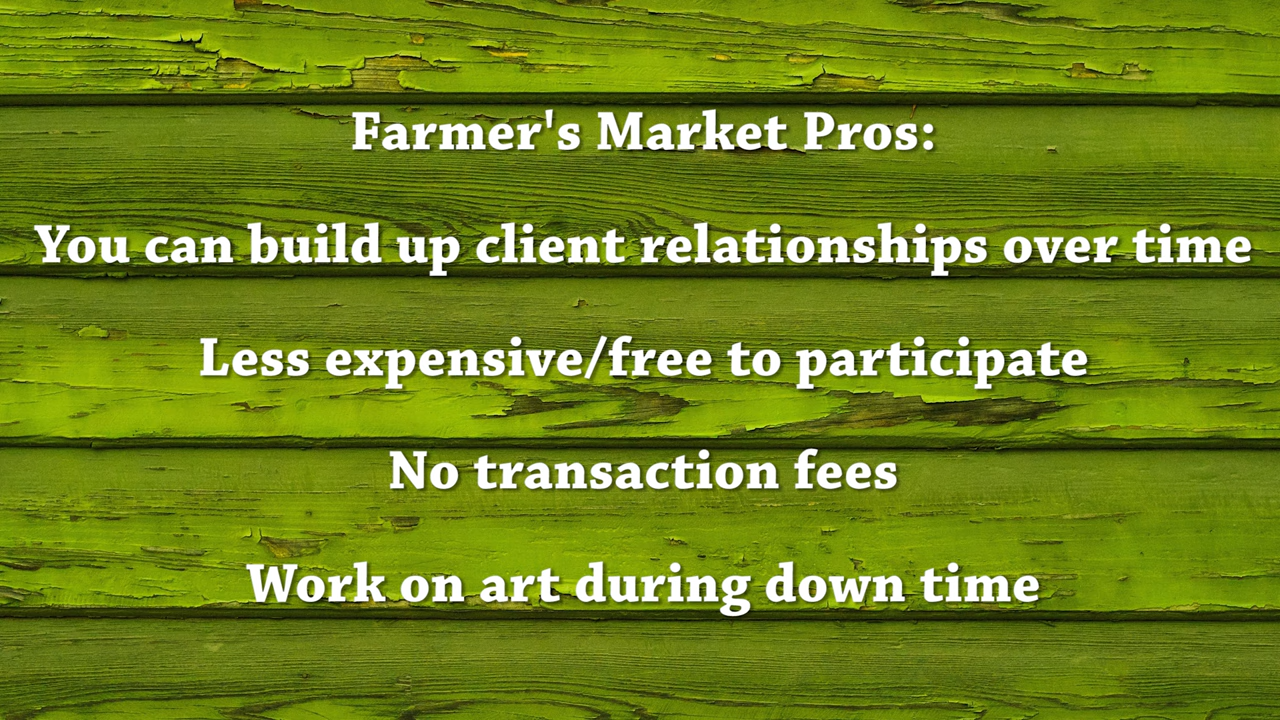 Farmer's Market Pros:
You can build up client relationships over time
Less expensive/free to participate
No transaction fees
Work on art during down time